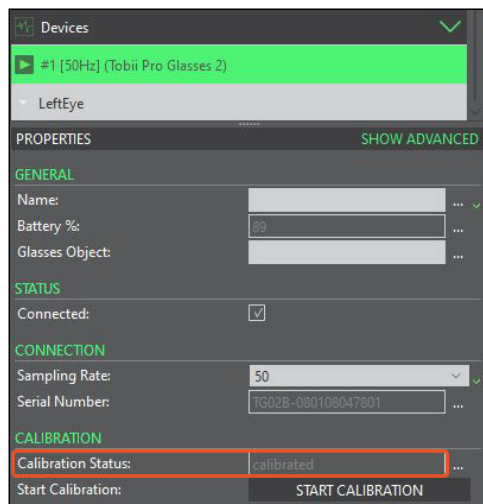 Devices
#1 [50Hz] (Tobii Pro Glasses 2)
LeftEye
PROPERTIES SHOW ADVANCED
GENERAL
Name: ...
Battery %: 89 ...
Glasses Object: ...
STATUS
Connected:
CONNECTION
Sampling Rate: 50
Serial Number: TG02B-080108047801 ...
CALIBRATION
Calibration Status: calibrated ...
Start Calibration: START CALIBRATION